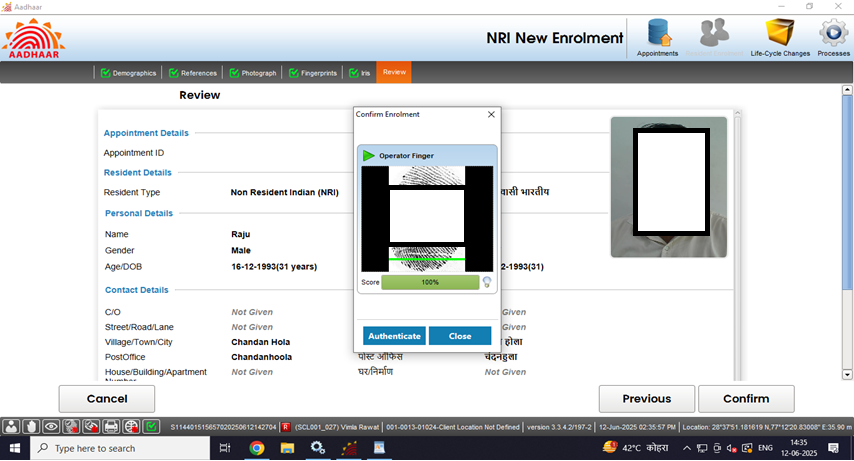 Aadhaar
AADHAAR
NRI New Enrolment
Appointments
Life-Cycle Changes
Processes
Demographics
References
Photograph
Fingerprints
Iris
Review
Review
Confirm Enrolment
Appointment Details
Appointment ID
Operator Finger
Resident Details
Resident Type Non Resident Indian (NRI) वासी भारतीय
Personal Details
Name Raju
Gender Male
Age/DOB 16-12-1993(31 years) 2-1993(31)
Score 100%
Contact Details
C/O Not Given
Street/Road/Lane Not Given
Village/Town/City Chandan Hola होला
PostOffice Chandanhoola पोस्ट ऑफिस चंदनहुला
House/Building/Apartment Number Not Given घर/निर्माण Not Given
Authenticate Close
Cancel Previous Confirm
S1144015156570202506121427​04 R (SCL001_027) Vimla Rawat 001-0013-01024-Client Location Not Defined version 3.3.4.2/197-2 12-Jun-2025 02:35:57 PM Location: 28°37'51.181619 N,77°12'20.83008" E:35.90 m
Type here to search 42°C कोहरा ENG 14:35
12-06-2025